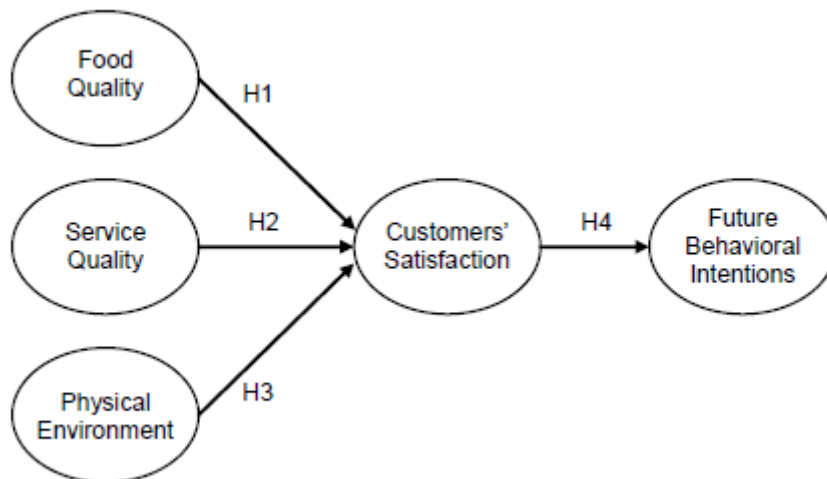 Food
Quality
H1
Service
Quality
H2
Customers'
Satisfaction
H4
Future
Behavioral
Intentions
H3
Physical
Environment